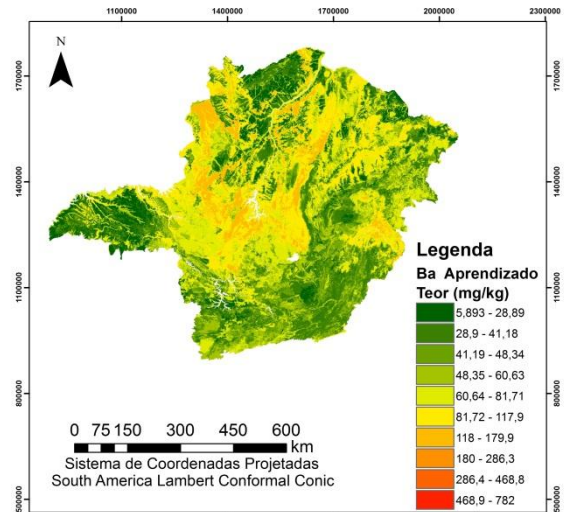 1100000 1400000 1700000 2000000 2300000
N
1700000 1700000
1400000 1400000
1100000 1100000
800000 800000
500000 500000
Legenda
Ba Aprendizado
Teor (mg/kg)
5,893 - 28,89
28,9 - 41,18
41,19 - 48,34
48,35 - 60,63
60,64 - 81,71
81,72 - 117,9
118 - 179,9
180 - 286,3
286,4 - 468,8
468,9 - 782
0 75 150 300 450 600
km
Sistema de Coordenadas Projetadas
South America Lambert Conformal Conic